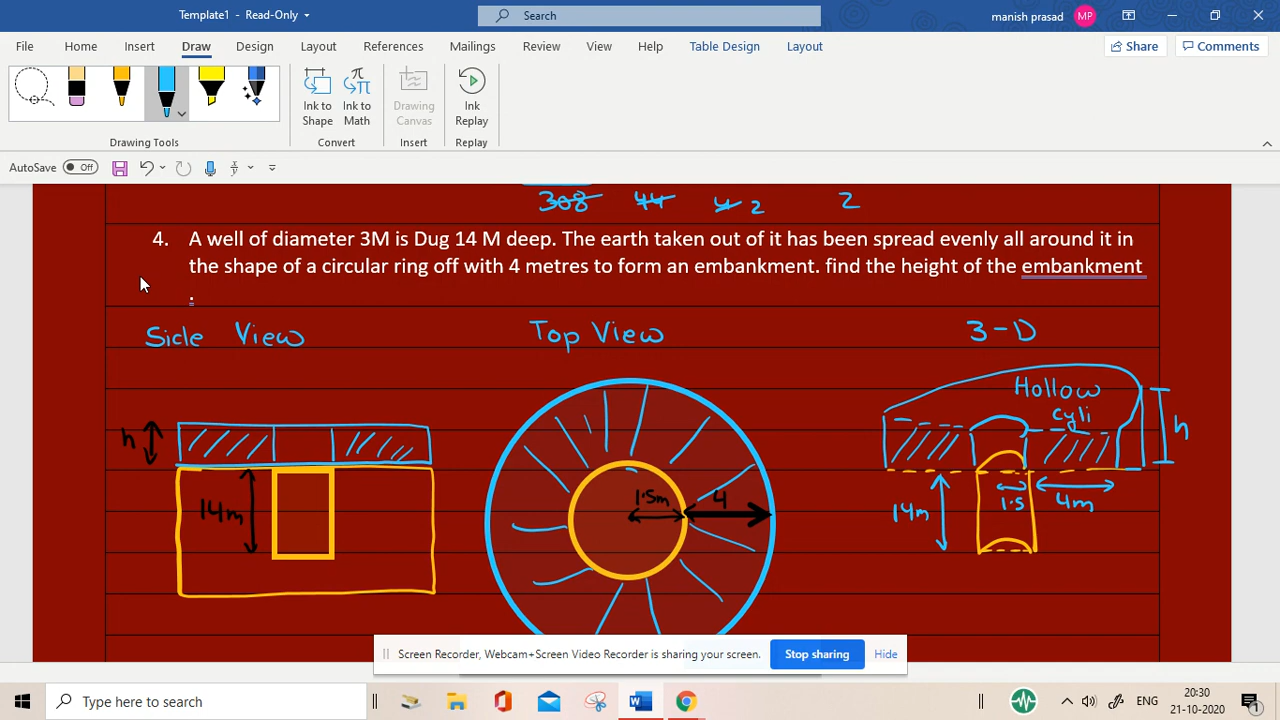 Template1 - Read-Only
Search
manish prasad MP
File Home Insert Draw Design Layout References Mailings Review View Help Table Design Layout
Share Comments
Ink to Shape
Ink to Math
Drawing Canvas
Ink Replay
Drawing Tools Convert Insert Replay
AutoSave Off
308 44 4 2 2
4. A well of diameter 3M is Dug 14 M deep. The earth taken out of it has been spread evenly all around it in
the shape of a circular ring off with 4 metres to form an embankment. find the height of the embankment
.
Side View Top View 3-D
Hollow
cyli
h
h
14m
1.5m 4
14m 1.5 4m
Screen Recorder, Webcam+Screen Video Recorder is sharing your screen. Stop sharing Hide
Type here to search
ENG
20:30
21-10-2020
1